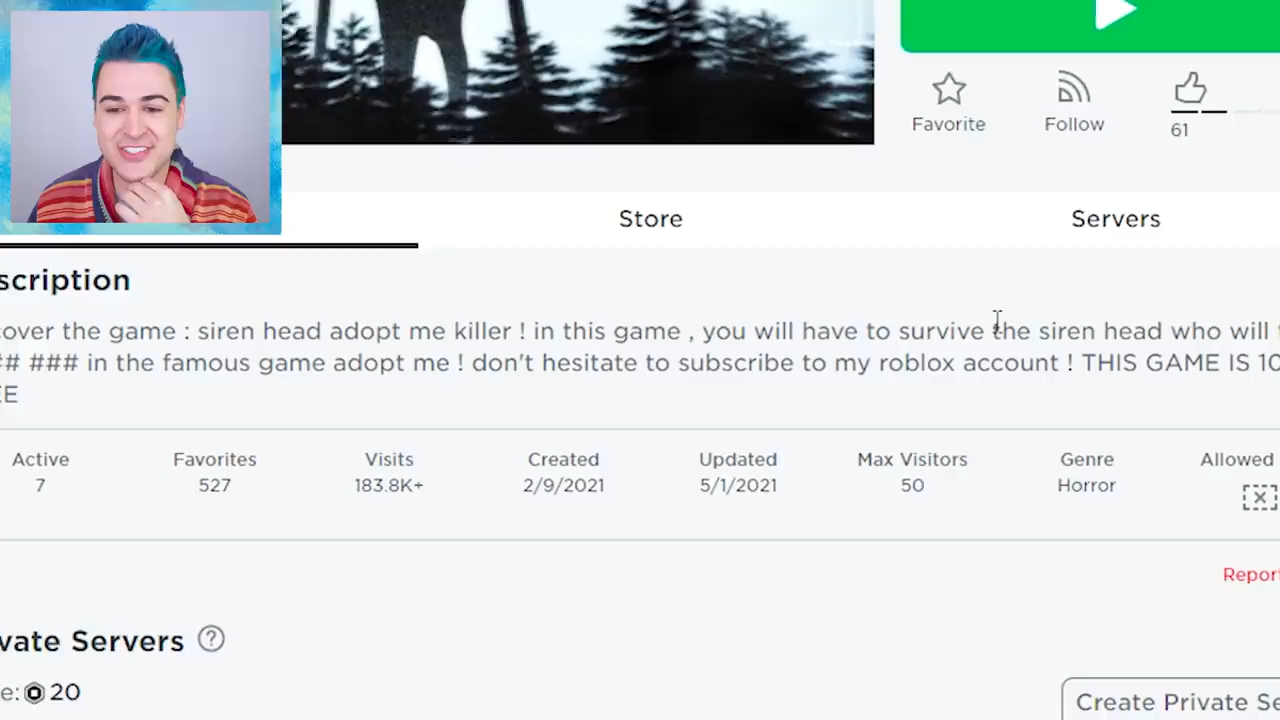 Favorite
Follow
61
Store
Servers
scription
cover the game : siren head adopt me killer ! in this game , you will have to survive the siren head who will
## ### in the famous game adopt me ! don't hesitate to subscribe to my roblox account ! THIS GAME IS 10
EE
Active
Favorites
Visits
Created
Updated
Max Visitors
Genre
Allowed
7
527
183.8K+
2/9/2021
5/1/2021
50
Horror
Report
vate Servers ?
e: 20
Create Private Se